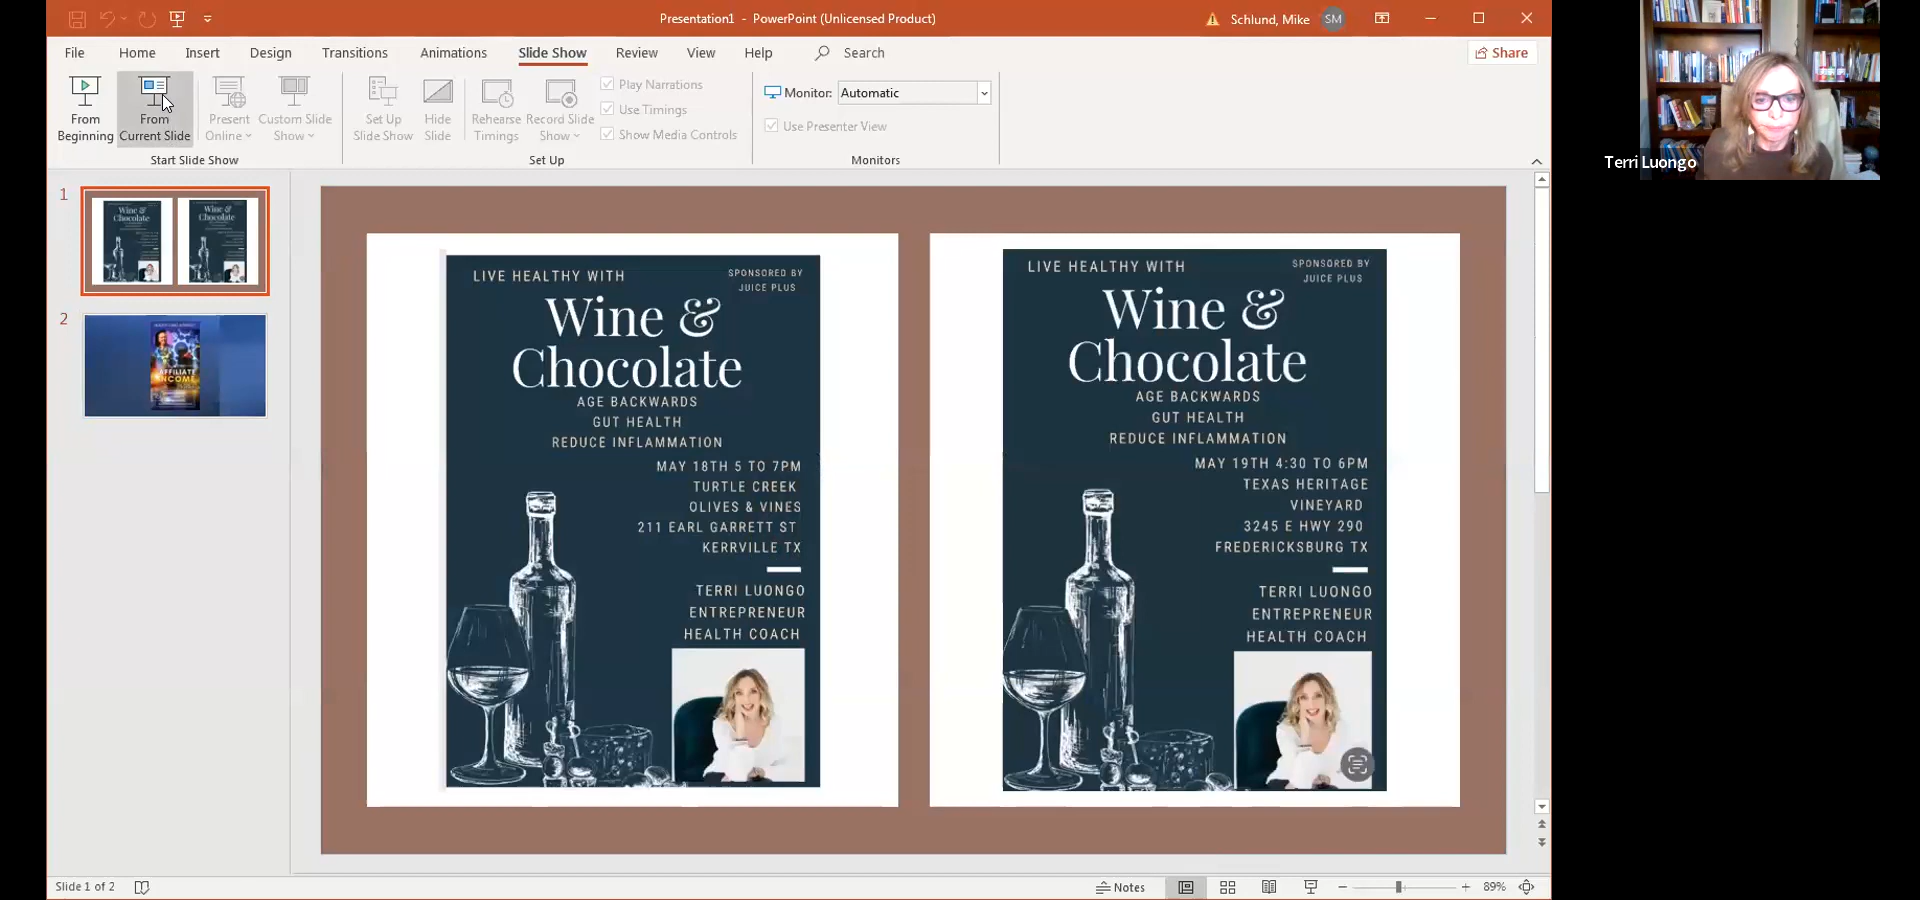 Presentation1 - PowerPoint (Unlicensed Product)
Schlund, Mike
SM
File
Home
Insert
Design
Transitions
Animations
Slide Show
Review
View
Help
Search
Share
From Beginning
From Current Slide
Present Online
Custom Slide Show
Set Up Slide Show
Hide Slide
Rehearse Timings
Record Slide Show
Play Narrations
Use Timings
Show Media Controls
Monitor:
Automatic
Use Presenter View
Start Slide Show
Set Up
Monitors
Terri Luongo
1
Wine &
Chocolate
Wine &
Chocolate
2
AFFILIATE
INCOME
LIVE HEALTHY WITH
SPONSORED BY
JUICE PLUS
Wine &
Chocolate
AGE BACKWARDS
GUT HEALTH
REDUCE INFLAMMATION
MAY 18TH 5 TO 7PM
TURTLE CREEK
OLIVES & VINES
211 EARL GARRETT ST
KERRVILLE TX
TERRI LUONGO
ENTREPRENEUR
HEALTH COACH
LIVE HEALTHY WITH
SPONSORED BY
JUICE PLUS
Wine &
Chocolate
AGE BACKWARDS
GUT HEALTH
REDUCE INFLAMMATION
MAY 19TH 4:30 TO 6PM
TEXAS HERITAGE
VINEYARD
3245 E HWY 290
FREDERICKSBURG TX
TERRI LUONGO
ENTREPRENEUR
HEALTH COACH
Slide 1 of 2
Notes
89%